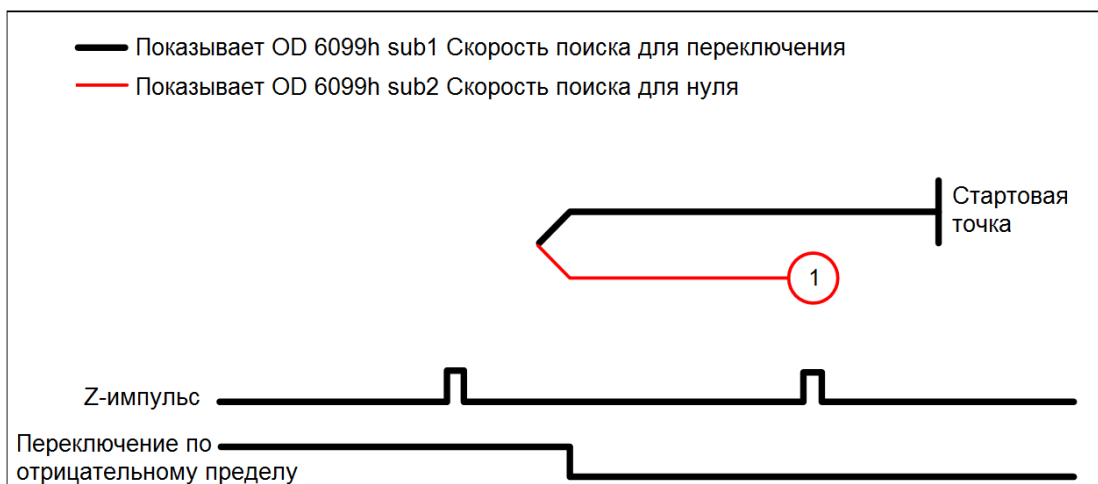 Показывает OD 6099h sub1 Скорость поиска для переключения
Показывает OD 6099h sub2 Скорость поиска для нуля
Стартовая
точка
1
Z-импульс
Переключение по
отрицательному пределу